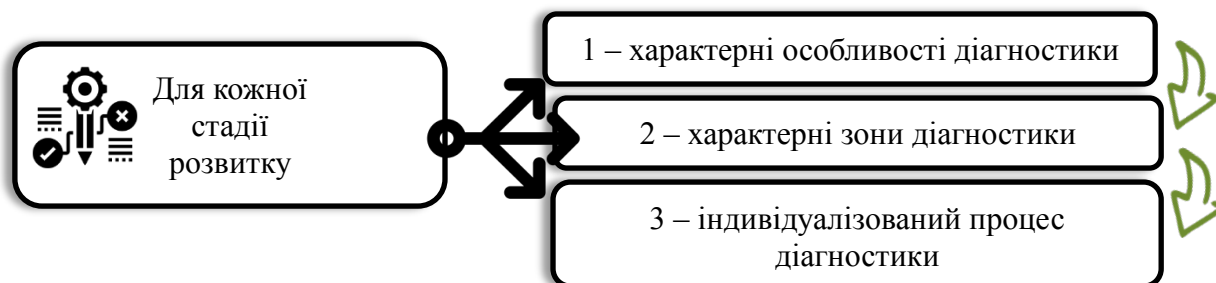 Для кожної
стадії
розвитку
1 – характерні особливості діагностики
2 – характерні зони діагностики
3 – індивідуалізований процес
діагностики